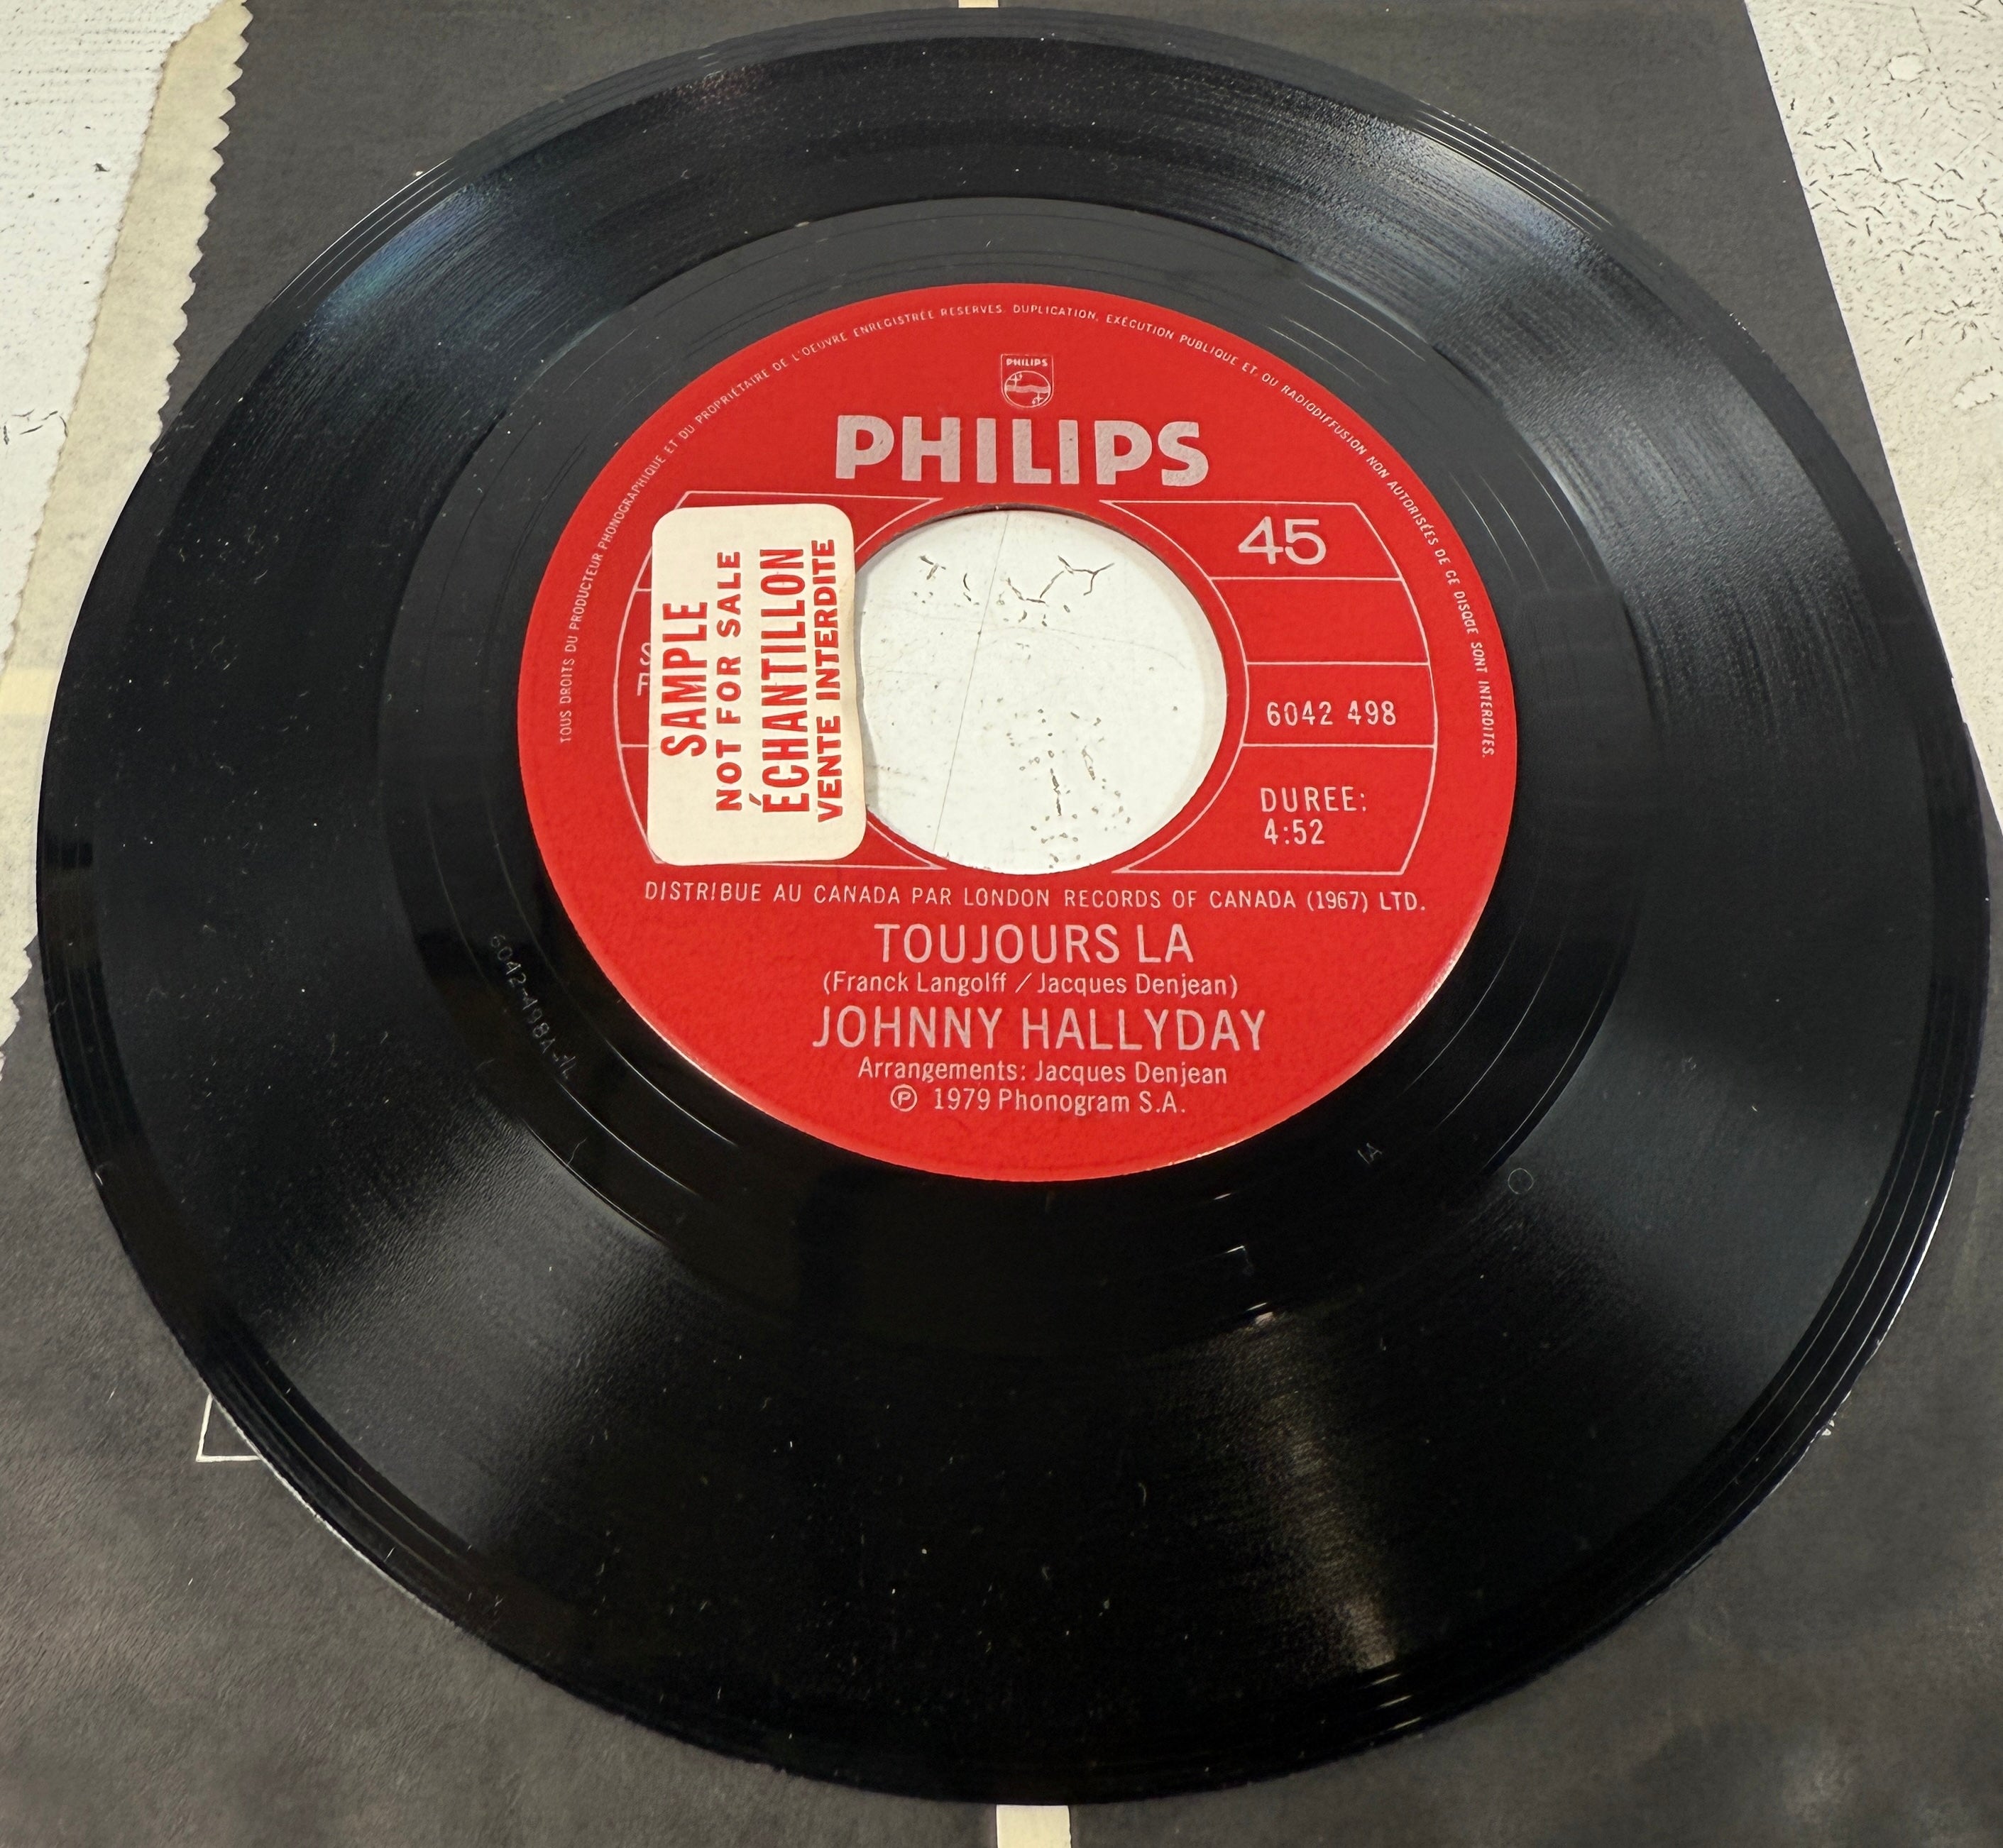 TOUS DROITS DU PRODUCTEUR PHONOGRAPHIQUE ET DU PROPRIÉTAIRE DE L'OEUVRE ENREGISTRÉE RESERVES. DUPLICATION, EXÉCUTION PUBLIQUE ET, OU RADIODIFFUSION NON AUTORISÉES DE CE DISQUE SONT INTERDITES.
PHILIPS
PHILIPS
45
SAMPLE
NOT FOR SALE
ÉCHANTILLON
VENTE INTERDITE
6042 498
DUREE:
4:52
DISTRIBUE AU CANADA PAR LONDON RECORDS OF CANADA (1967) LTD.
TOUJOURS LA
(Franck Langolff / Jacques Denjean)
JOHNNY HALLYDAY
Arrangements: Jacques Denjean
℗ 1979 Phonogram S.A.
1A